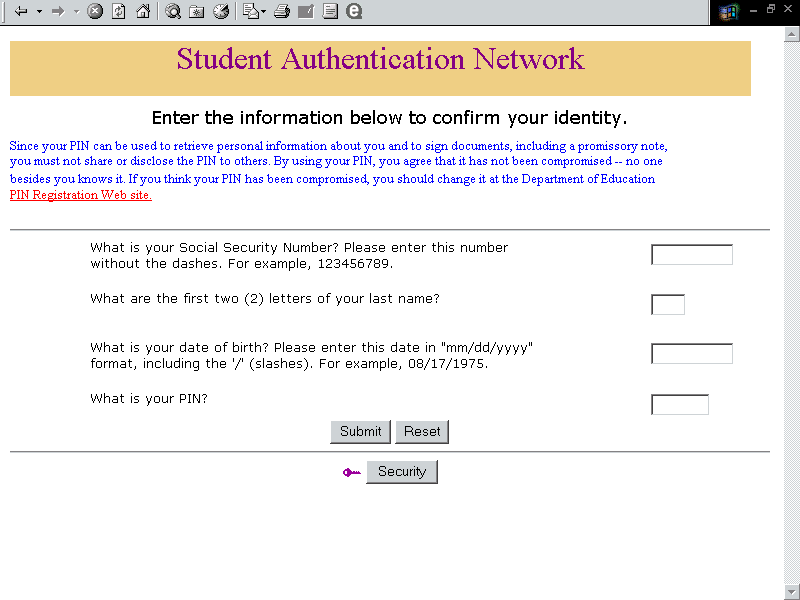 Student Authentication Network
Enter the information below to confirm your identity.
Since your PIN can be used to retrieve personal information about you and to sign documents, including a promissory note,
you must not share or disclose the PIN to others. By using your PIN, you agree that it has not been compromised -- no one
besides you knows it. If you think your PIN has been compromised, you should change it at the Department of Education
PIN Registration Web site.
What is your Social Security Number? Please enter this number
without the dashes. For example, 123456789.
What are the first two (2) letters of your last name?
What is your date of birth? Please enter this date in "mm/dd/yyyy"
format, including the '/' (slashes). For example, 08/17/1975.
What is your PIN?
Submit Reset
Security